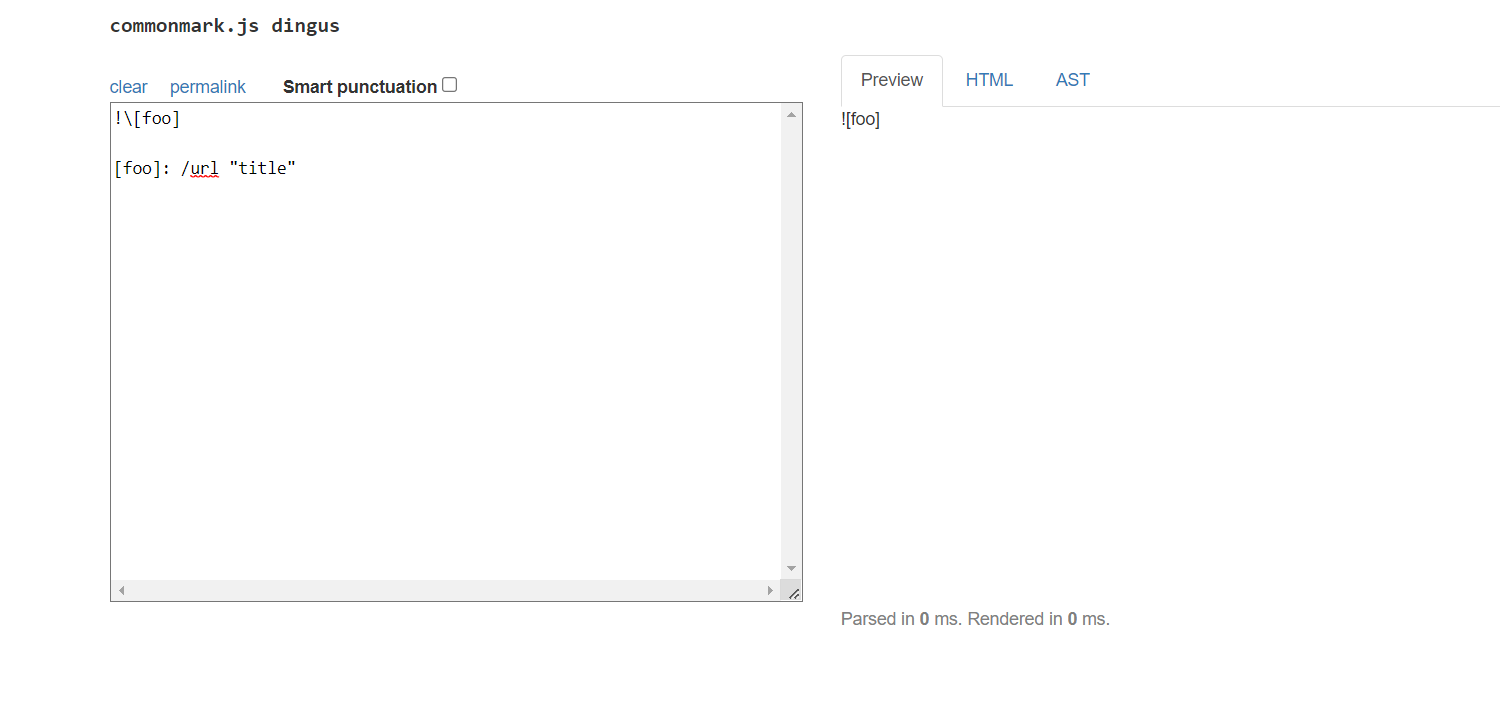 commonmark.js dingus
clear permalink Smart punctuation
!\[foo]
[foo]: /url "title"
Preview HTML AST
![foo]
Parsed in 0 ms. Rendered in 0 ms.